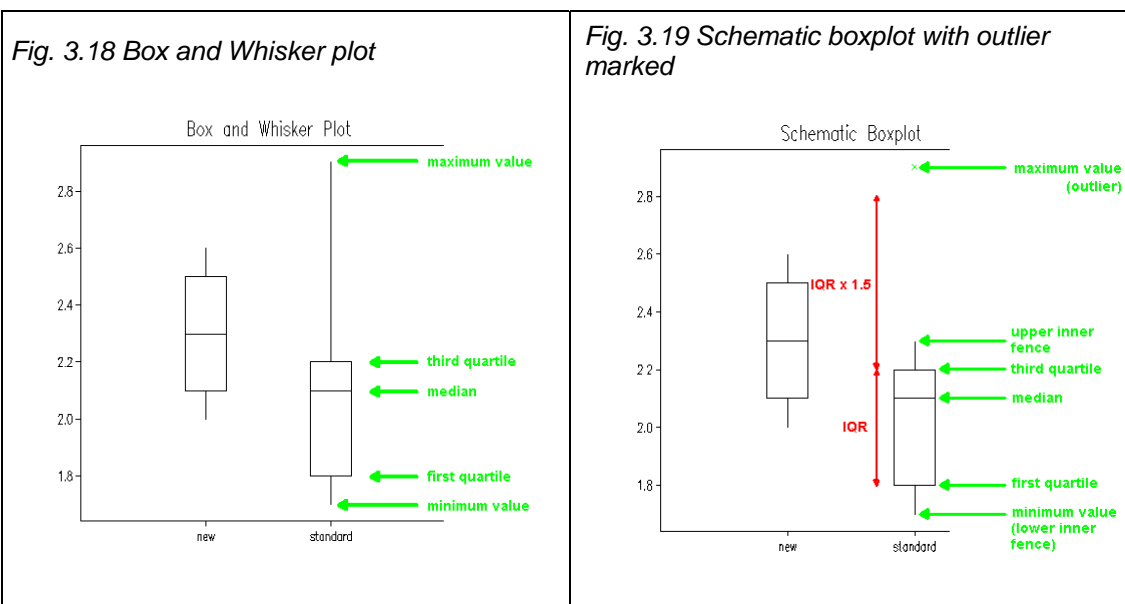 Fig. 3.18 Box and Whisker plot
Box and Whisker Plot
maximum value
2.8
2.6
2.4
2.2
third quartile
median
2.0
1.8
first quartile
minimum value
new
standard
Fig. 3.19 Schematic boxplot with outlier
marked
Schematic Boxplot
maximum value
(outlier)
2.8
2.6
IQR x 1.5
2.4
upper inner
fence
2.2
third quartile
median
IQR
2.0
1.8
first quartile
minimum value
(lower inner
fence)
new
standard